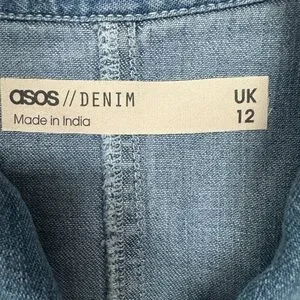 asos//DENIM
Made in India
UK
12